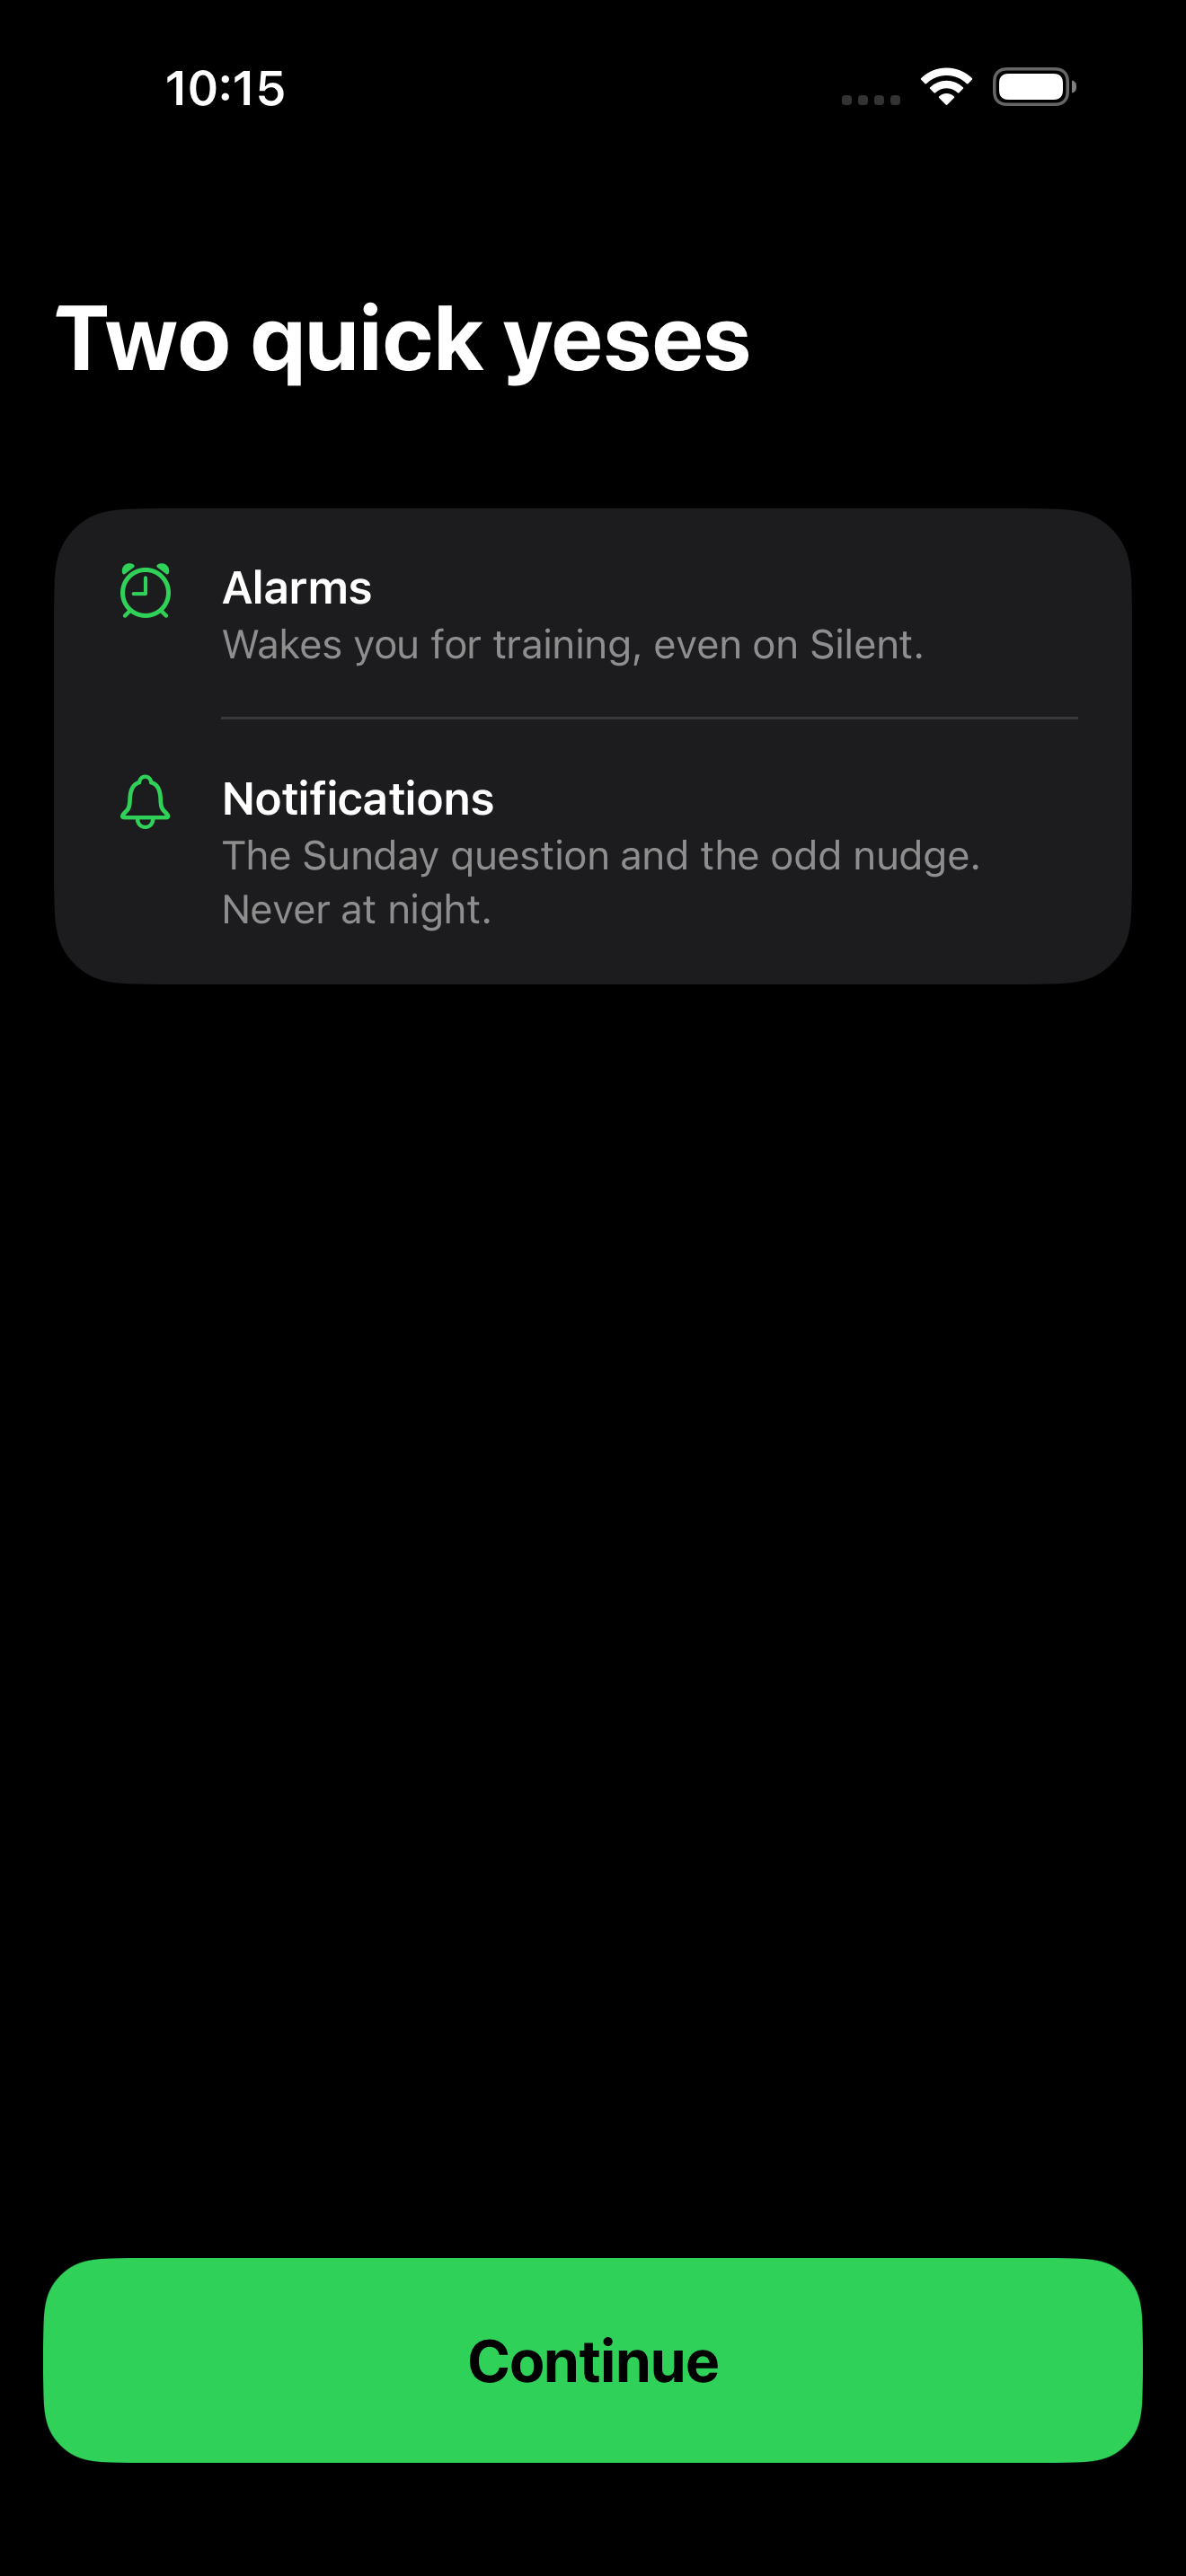 10:15
Two quick yeses
Alarms
Wakes you for training, even on Silent.
Notifications
The Sunday question and the odd nudge.
Never at night.
Continue